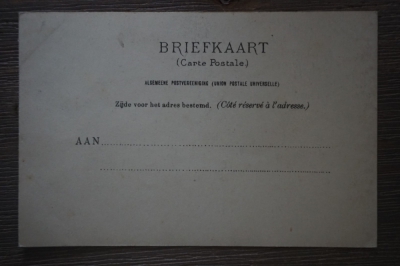 BRIEFKAART
(Carte Postale.)
ALGEMEENE POSTVEREENIGING (UNION POSTALE UNIVERSELLE)
Zijde voor het adres bestemd. (Côté réservé à l'adresse.)
AAN